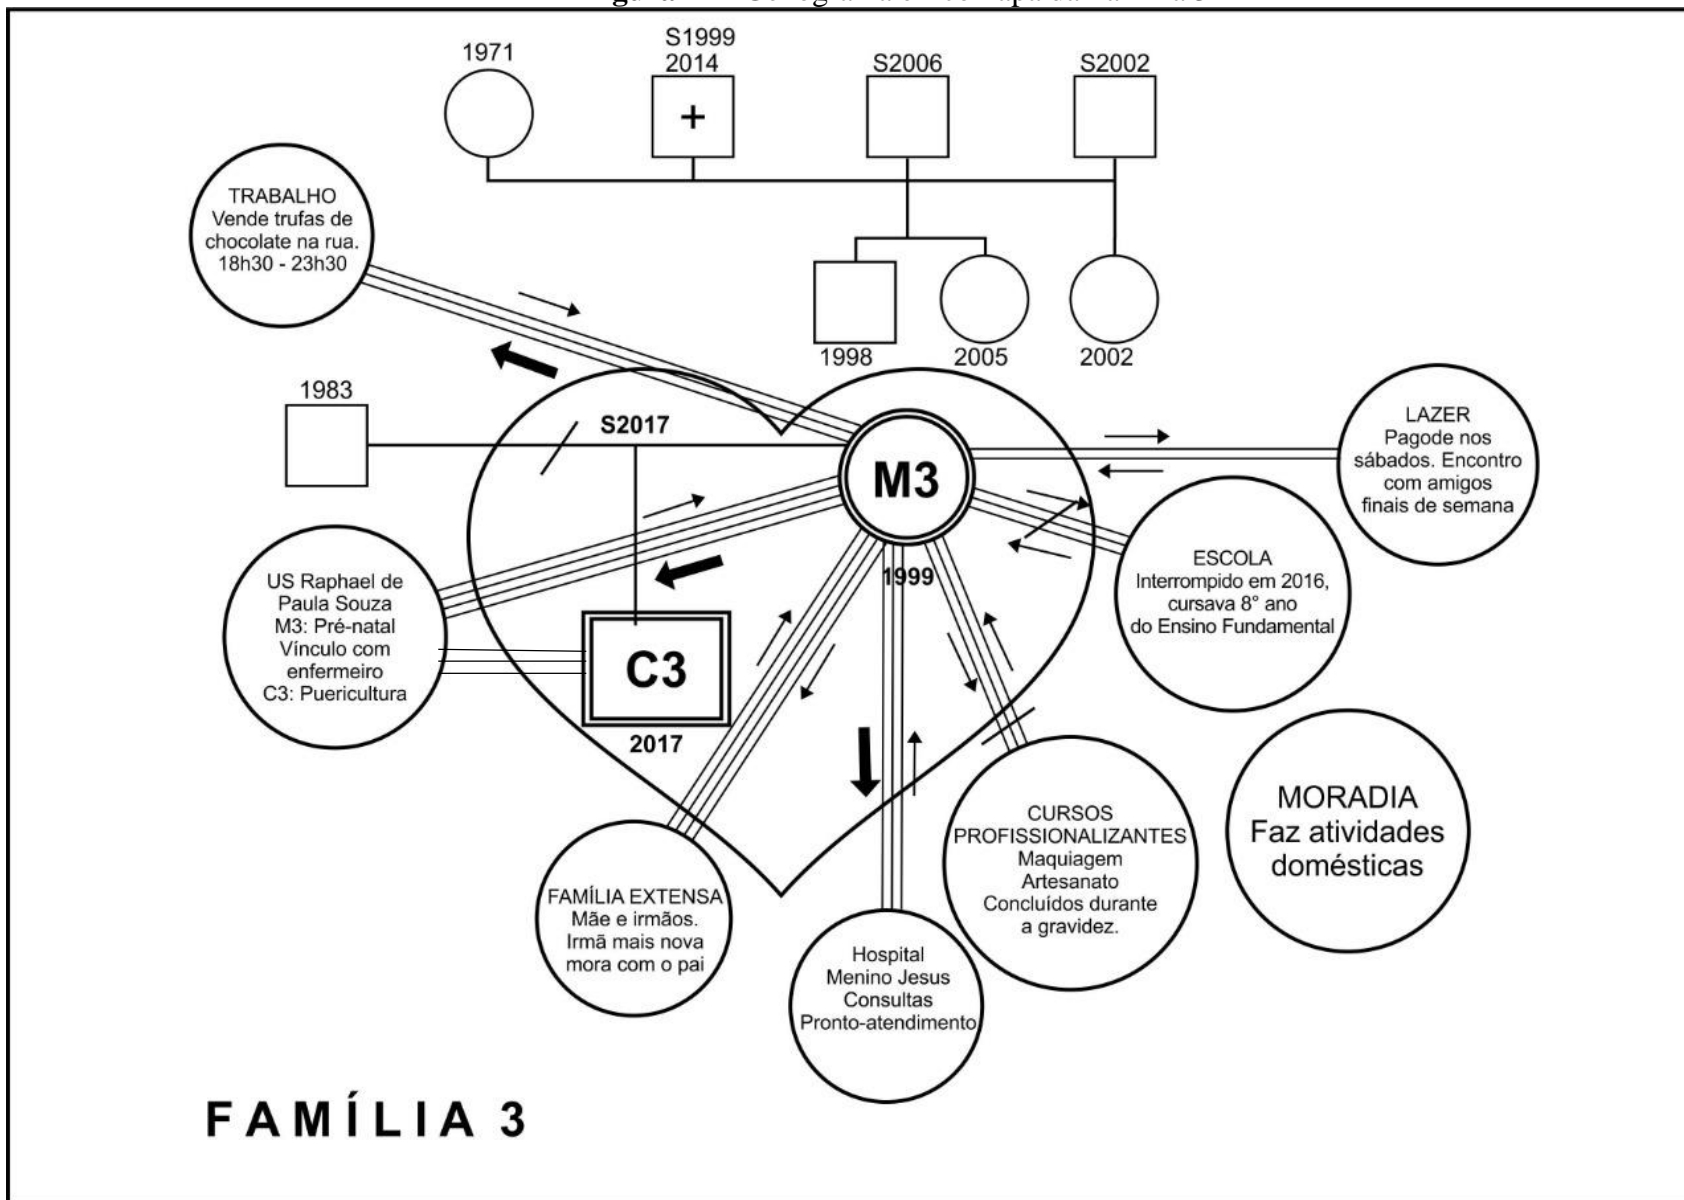 1971
S1999
2014
S2006
S2002
TRABALHO
Vende trufas de
chocolate na rua.
18h30 - 23h30
1998
2005
2002
1983
S2017
M3
1999
LAZER
Pagode nos
sábados. Encontro
com amigos
finais de semana
ESCOLA
Interrompido em 2016,
cursava 8° ano
do Ensino Fundamental
US Raphael de
Paula Souza
M3: Pré-natal
Vínculo com
enfermeiro
C3: Puericultura
C3
2017
MORADIA
Faz atividades
domésticas
CURSOS
PROFISSIONALIZANTES
Maquiagem
Artesanato
Concluídos durante
a gravidez.
FAMÍLIA EXTENSA
Mãe e irmãos.
Irmã mais nova
mora com o pai
Hospital
Menino Jesus
Consultas
Pronto-atendimento
FAMÍLIA 3